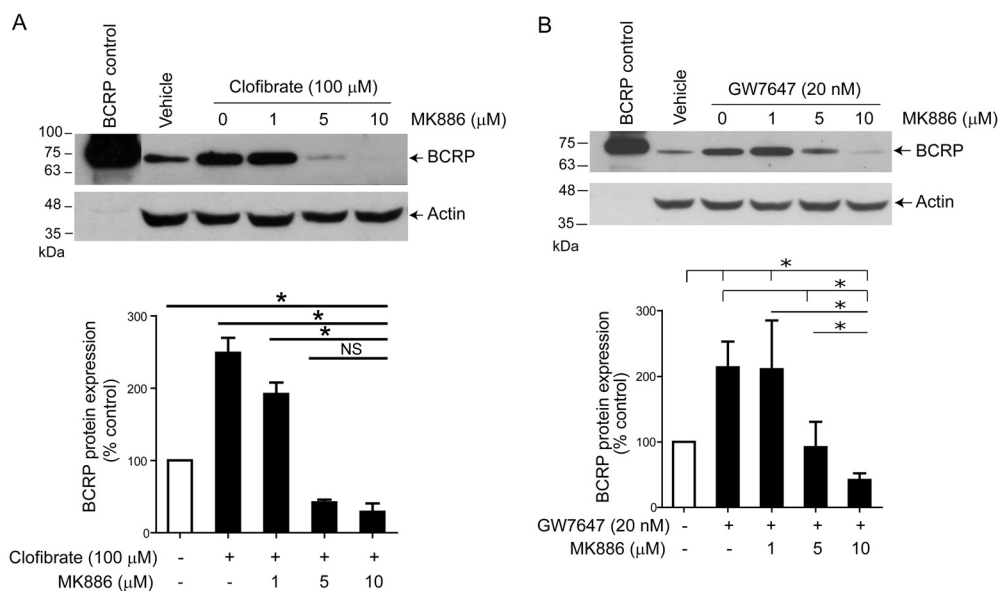 A
BCRP control
Vehicle
Clofibrate (100 µM)
0 1 5 10 MK886 (µM)
100
75
63
BCRP
48
35
Actin
kDa
* 
*
*
NS
300
200
100
0
BCRP protein expression
(% control)
Clofibrate (100 µM) - + + + +
MK886 (µM) - - 1 5 10
B
BCRP control
Vehicle
GW7647 (20 nM)
0 1 5 10 MK886 (µM)
75
63
BCRP
48
35
Actin
kDa
*
*
*
*
300
200
100
0
BCRP protein expression
(% control)
GW7647 (20 nM) - + + + +
MK886 (µM) 1 5 10